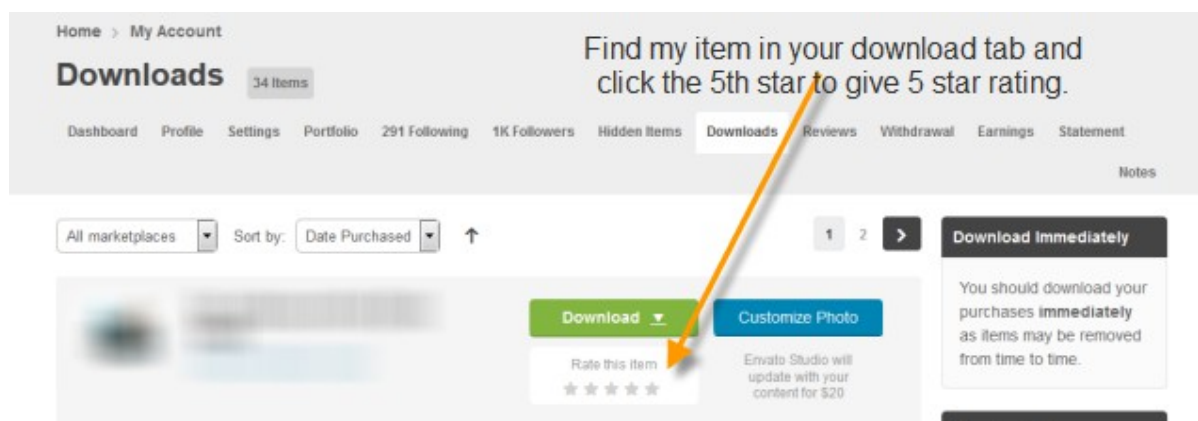 Home > My Account
Find my item in your download tab and
click the 5th star to give 5 star rating.
Downloads 34 Items
Dashboard Profile Settings Portfolio 291 Following 1K Followers Hidden Items Downloads Reviews Withdrawal Earnings Statement
Notes
All marketplaces Sort by: Date Purchased ↑
1 2 >
Download Immediately
You should download your
purchases immediately
as items may be removed
from time to time.
Download
Customize Photo
Rate this item
Envato Studio will
update with your
content for $20